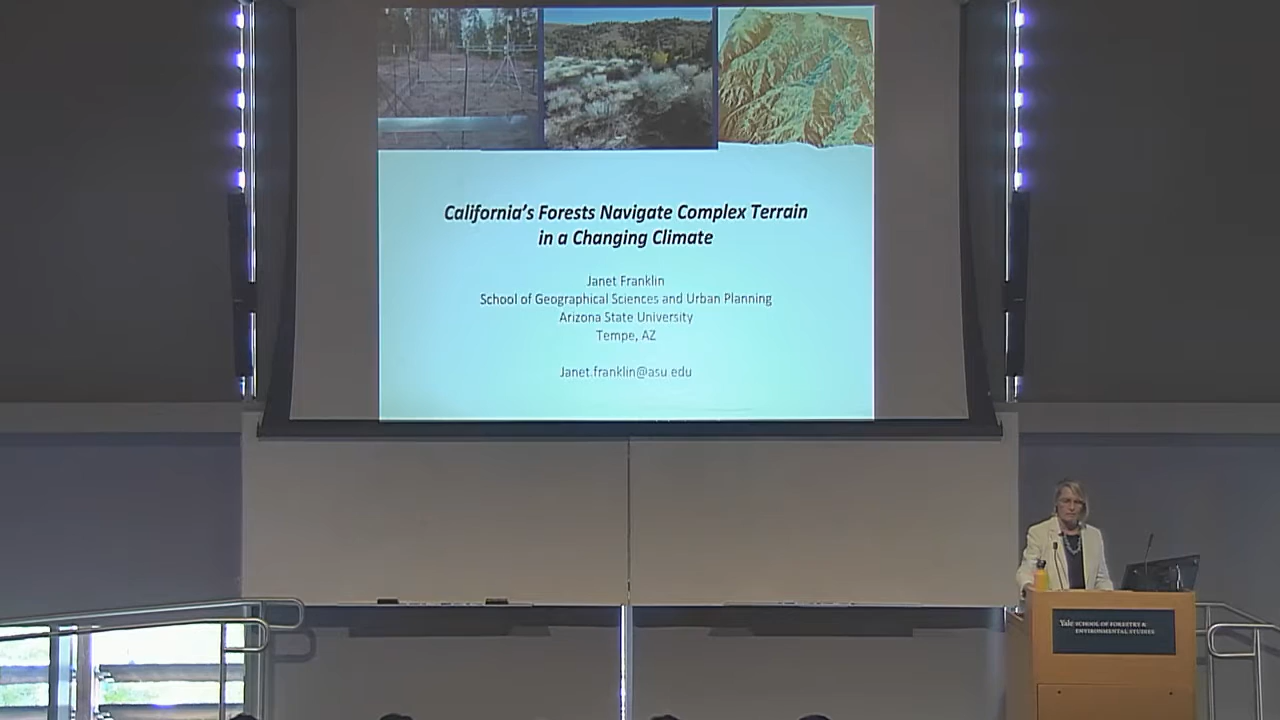 California's Forests Navigate Complex Terrain
in a Changing Climate
Janet Franklin
School of Geographical Sciences and Urban Planning
Arizona State University
Tempe, AZ
Janet.franklin@asu.edu
Yale SCHOOL OF FORESTRY &
ENVIRONMENTAL STUDIES